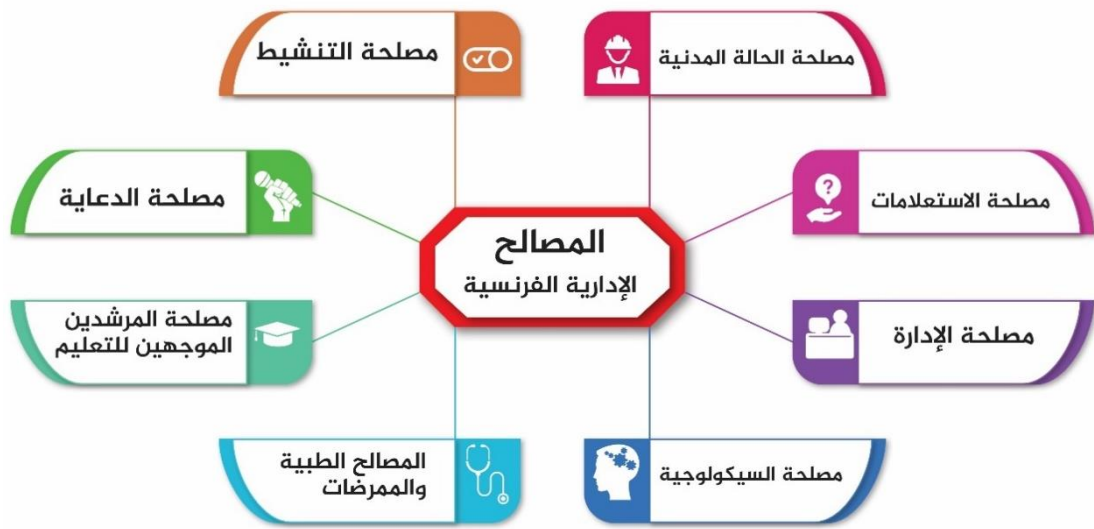 المصالح
الإدارية الفرنسية
مصلحة الحالة المدنية
مصلحة الاستعلامات
مصلحة الإدارة
مصلحة السيكولوجية
مصلحة التنشيط
مصلحة الدعاية
مصلحة المرشدين
الموجهين للتعليم
المصالح الطبية
والممرضات